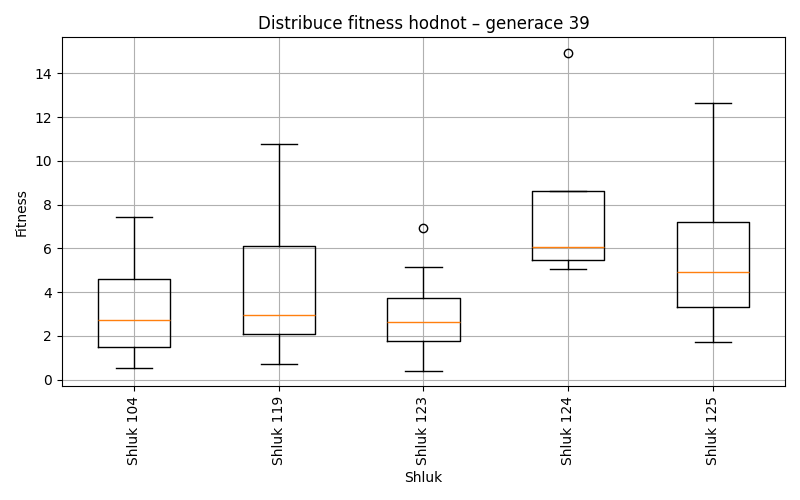 Distribuce fitness hodnot – generace 39
Fitness
14
12
10
8
6
4
2
0
Shluk 104
Shluk 119
Shluk 123
Shluk 124
Shluk 125
Shluk